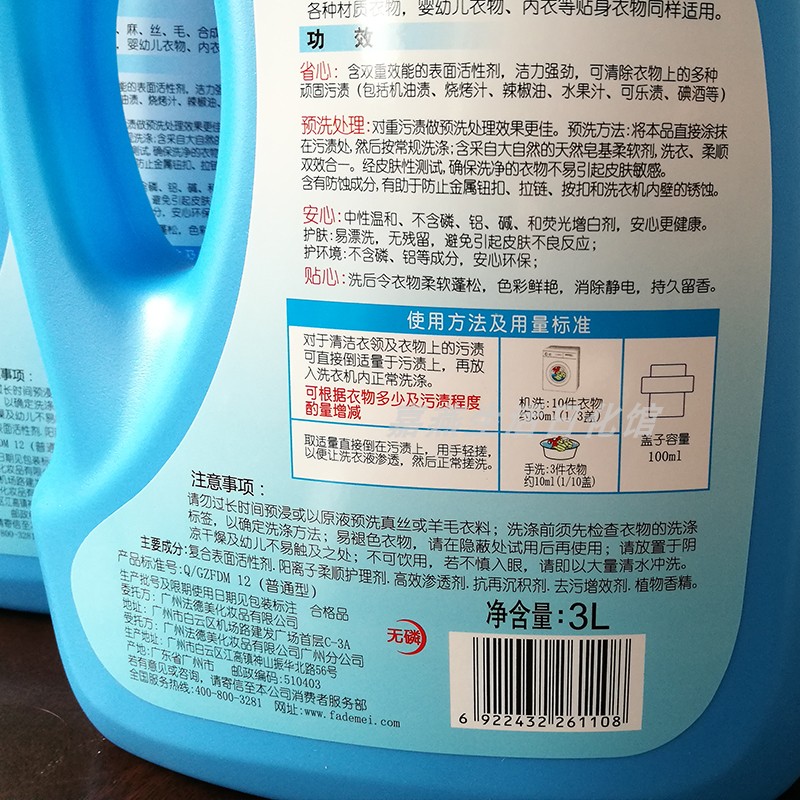 各种材质衣物，婴幼儿衣物、内衣等贴身衣物同样适用。
功 效
省心：含双重效能的表面活性剂，洁力强劲，可清除衣物上的多种
顽固污渍（包括机油渍、烧烤汁、辣椒油、水果汁、可乐渍、碘酒等）
预洗处理：对重污渍做预洗处理效果更佳。预洗方法：将本品直接涂抹
在污渍处，然后按常规洗涤；含采自大自然的天然皂基柔软剂，洗衣、柔顺
双效合一。经皮肤性测试，确保洗净的衣物不易引起皮肤敏感。
含有防蚀成分，有助于防止金属钮扣、拉链、按扣和洗衣机内壁的锈蚀。
安心：中性温和、不含磷、铝、碱、和荧光增白剂，安心更健康。
护肤：易漂洗，无残留，避免引起皮肤不良反应；
护环境：不含磷、铝等成分，安心环保；
贴心：洗后令衣物柔软蓬松，色彩鲜艳，消除静电，持久留香。
使用方法及用量标准
对于清洁衣领及衣物上的污渍
可直接倒适量于污渍上，再放
入洗衣机内正常洗涤。
可根据衣物多少及污渍程度
酌量增减
机洗：10件衣物
约30ml(1/3盖)
盖子容量
100ml
取适量直接倒在污渍上，用手轻搓，
以便让洗衣液渗透，然后正常搓洗。
手洗：3件衣物
约10ml(1/10盖)
注意事项：
请勿过长时间预浸或以原液预洗真丝或羊毛衣料；洗涤前须先检查衣物的洗涤
标签，以确定洗涤方法；易褪色衣物，请在隐蔽处试用后再使用；请放置于阴
凉干燥及幼儿不易触及之处；不可饮用，若不慎入眼，请即以大量清水冲洗。
主要成分：复合表面活性剂.阳离子柔顺护理剂.高效渗透剂.抗再沉积剂.去污增效剂.植物香精.
产品标准号：Q/GZFDM 12（普通型）
生产批号及限期使用日期见包装标注 合格品
委托方：广州法德美化妆品有限公司
地址：广州市白云区机场路建发广场首层C-3A
受托方：广州法德美化妆品有限公司广州分公司
生产地址：广州市白云区江高镇神山振华北路56号
产地：广东省广州市 邮政编码：510403
若有意见或咨询，请寄信至本公司消费者服务部
全国服务热线：400-800-3281 网址：www.fademei.com
无磷
净含量：3L
6 922432 261108